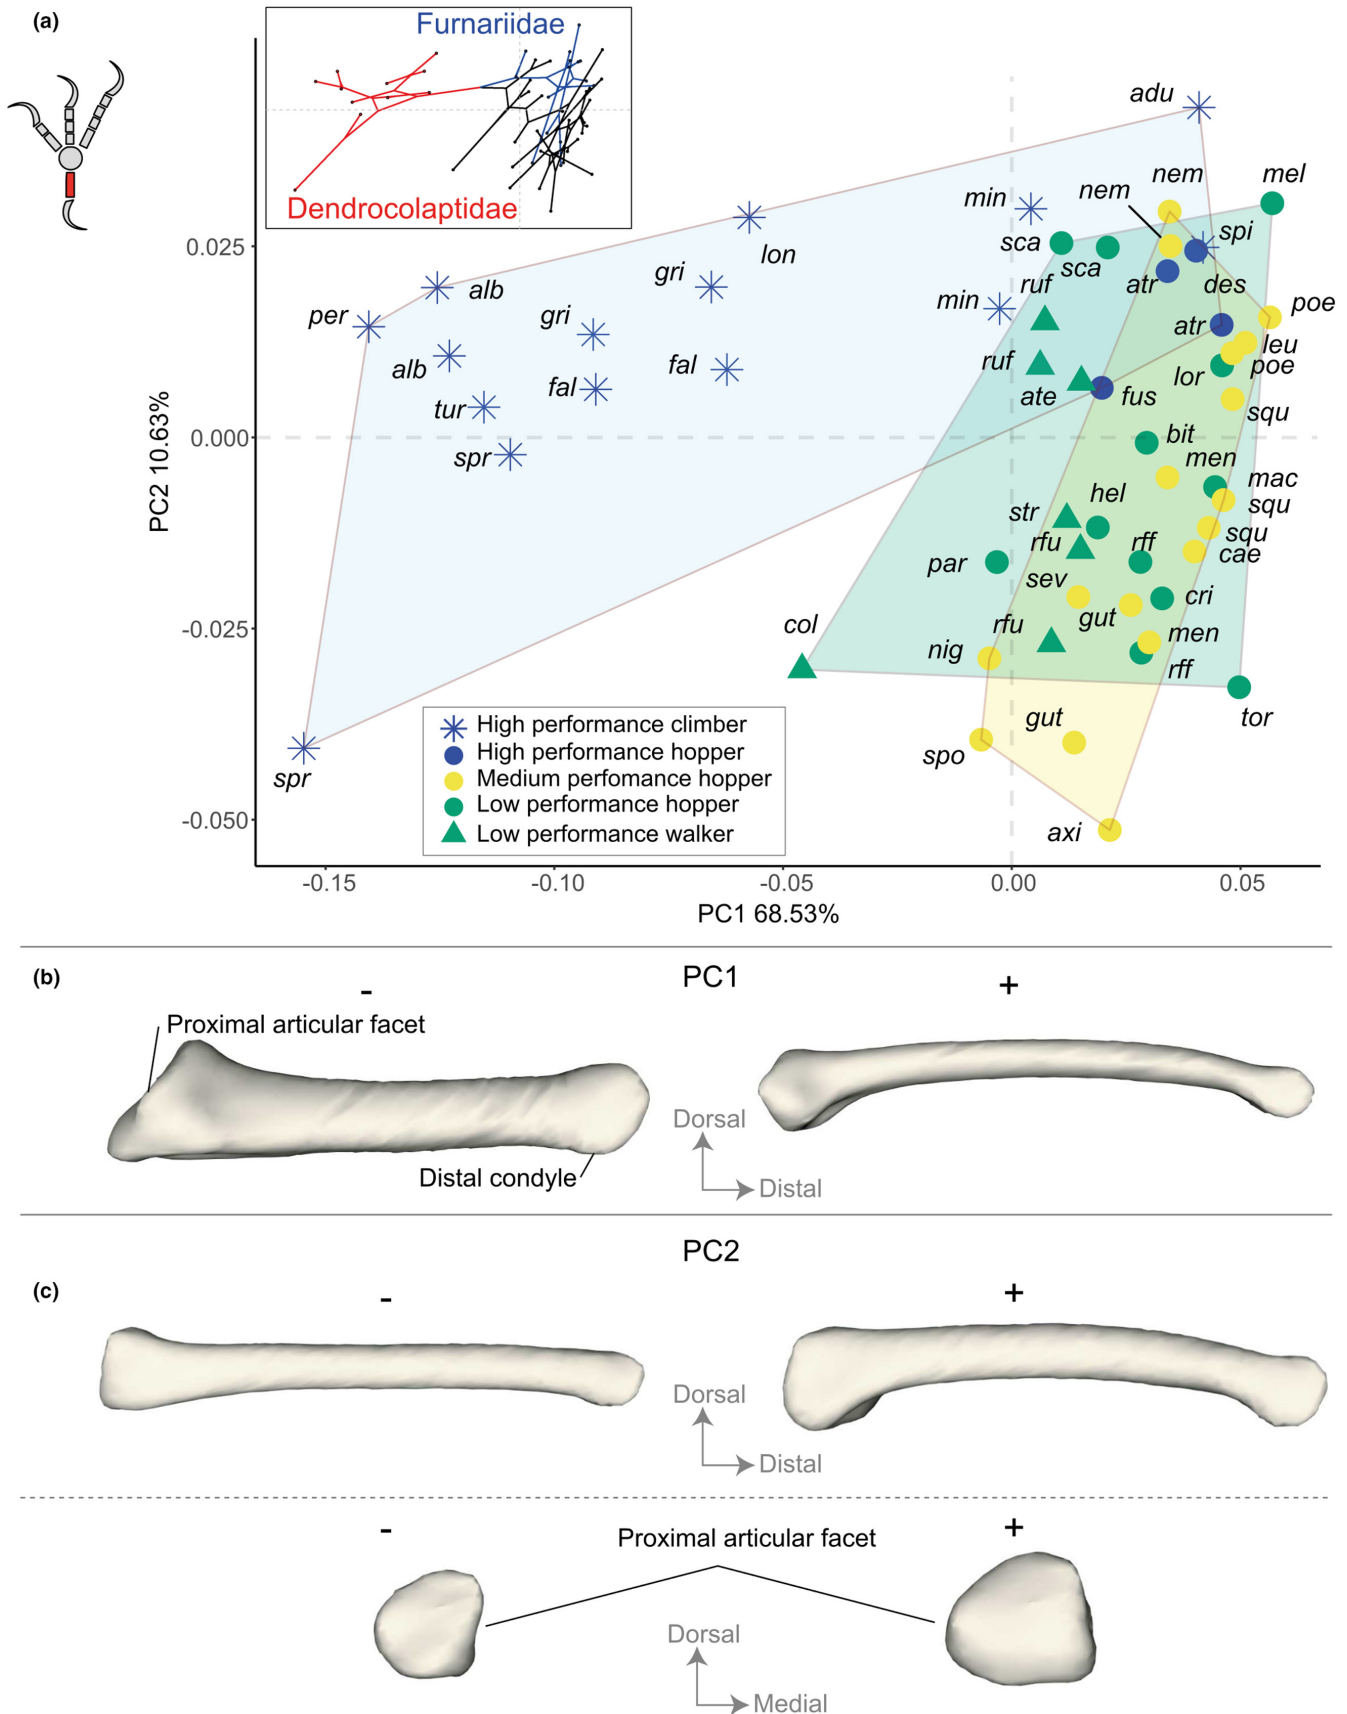 (a)
Furnariidae
Dendrocolaptidae
adu
nem
nem
mel
min
spi
sca
sca
lon
gri
ruf
atr
des
alb
poe
per
gri
min
atr
leu
poe
alb
fal
fal
ruf
lor
tur
ate
fus
squ
spr
bit
men
mac
squ
hel
str
squ
rfu
rff
cae
par
sev
cri
gut
col
rfu
men
nig
rff
gut
tor
spo
spr
axi
0.025
0.000
-0.025
-0.050
PC2 10.63%
High performance climber
High performance hopper
Medium perfomance hopper
Low performance hopper
Low performance walker
-0.15 -0.10 -0.05 0.00 0.05
PC1 68.53%
(b)
PC1
- +
Proximal articular facet
Dorsal
Distal condyle
Distal
PC2
(c)
- +
Dorsal
Distal
- +
Proximal articular facet
Dorsal
Medial